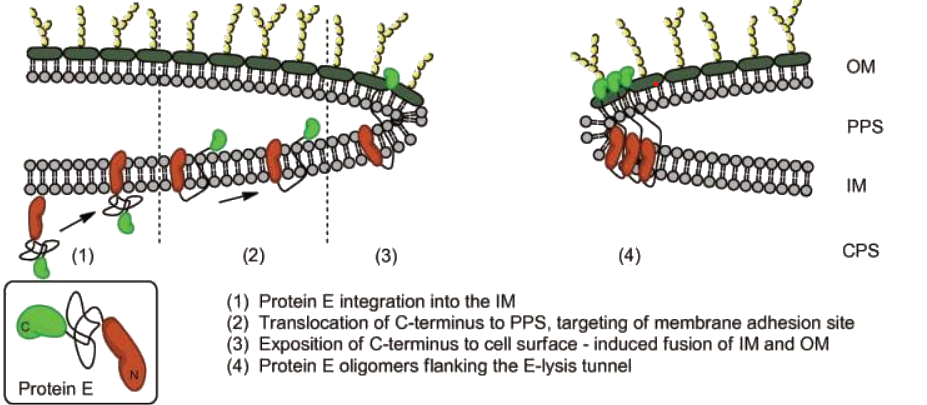 OM
PPS
IM
CPS
(1) (2) (3) (4)
C
N
Protein E
(1) Protein E integration into the IM
(2) Translocation of C-terminus to PPS, targeting of membrane adhesion site
(3) Exposition of C-terminus to cell surface - induced fusion of IM and OM
(4) Protein E oligomers flanking the E-lysis tunnel